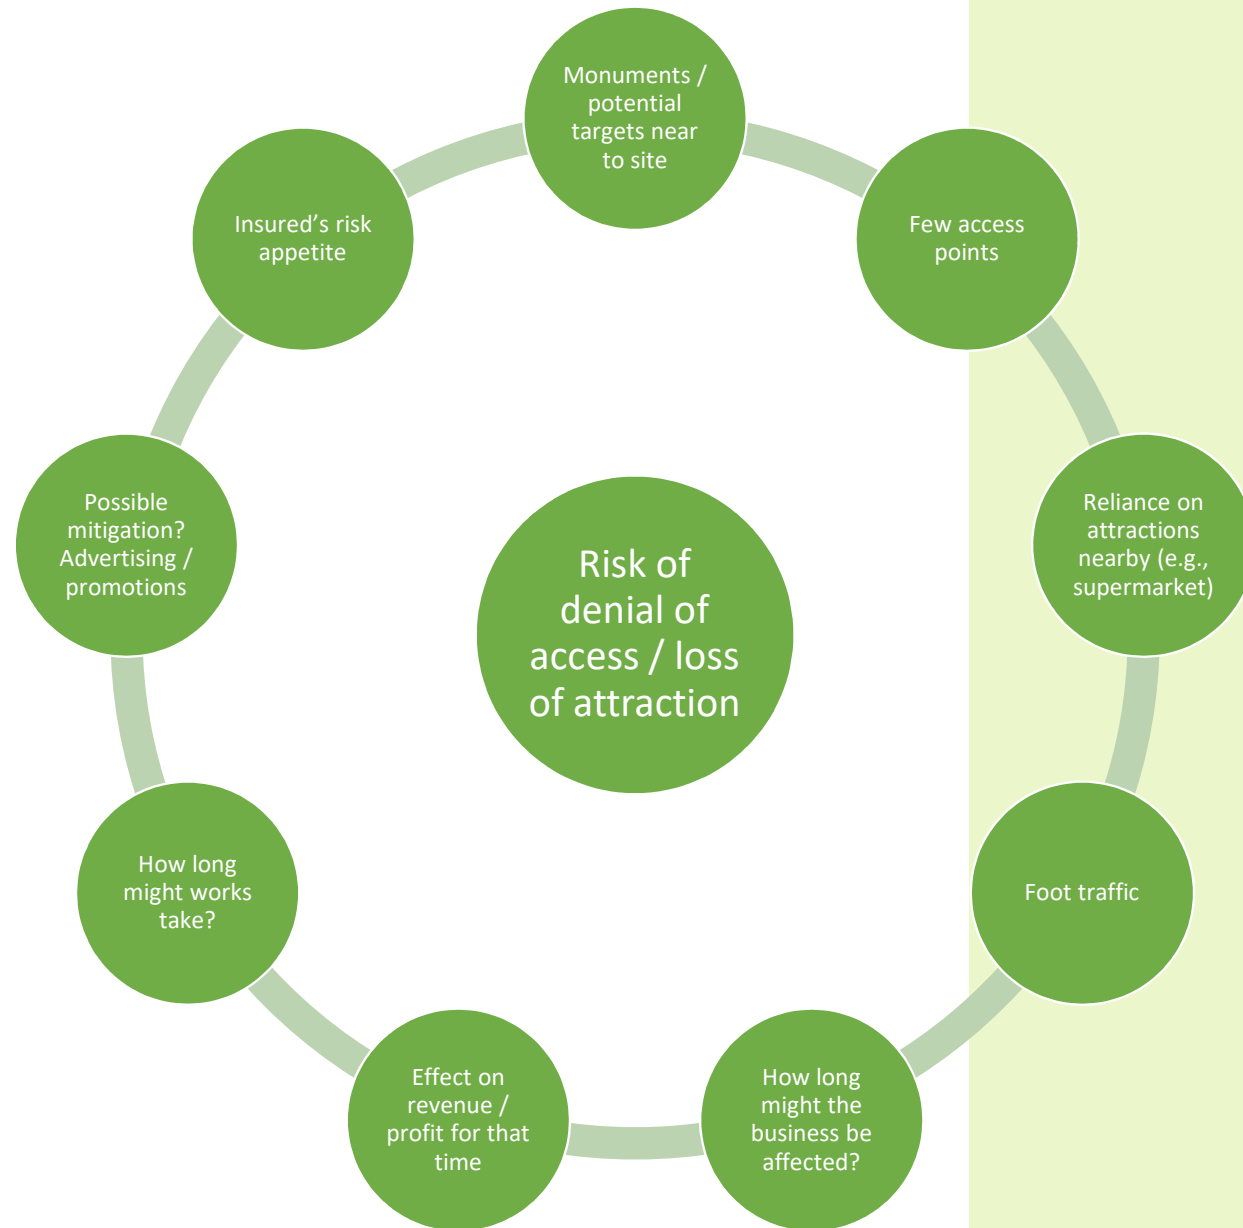 Monuments /
potential
targets near
to site
Few access
points
Reliance on
attractions
nearby (e.g.,
supermarket)
Foot traffic
How long
might the
business be
affected?
Effect on
revenue /
profit for that
time
How long
might works
take?
Possible
mitigation?
Advertising /
promotions
Insured’s risk
appetite
Risk of
denial of
access / loss
of attraction